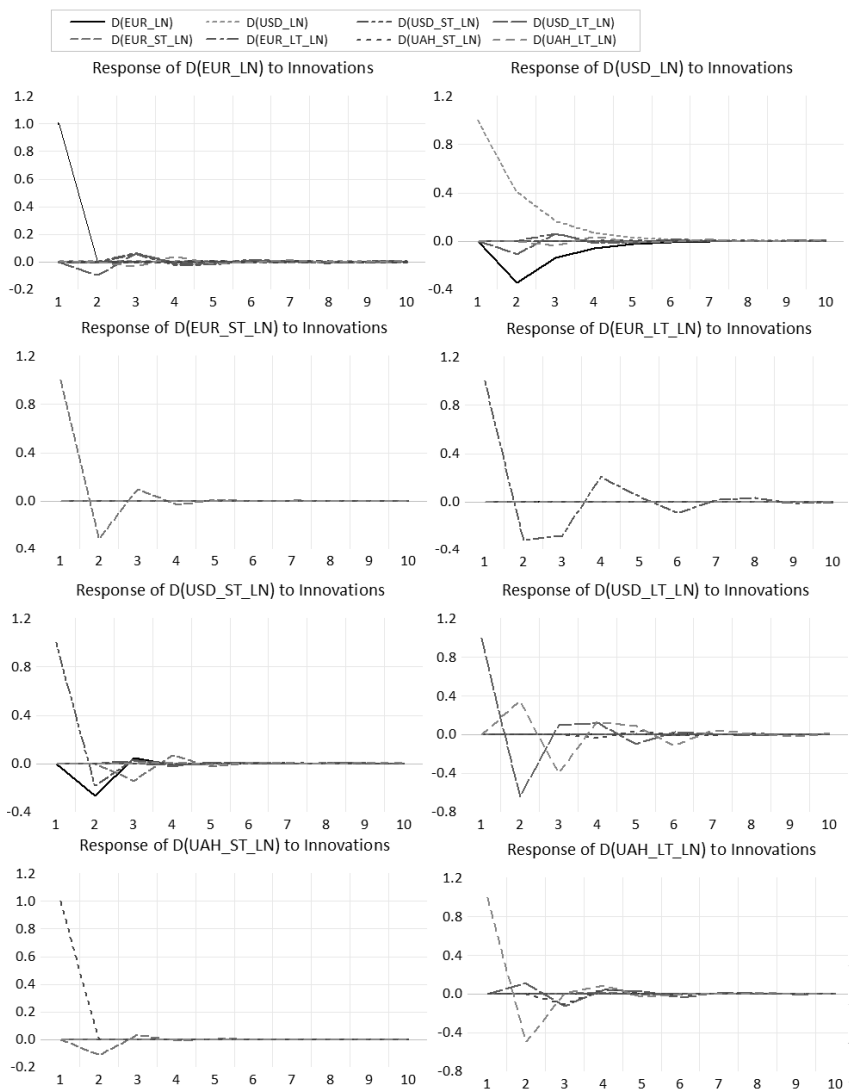 D(EUR_LN) D(USD_LN) D(USD_ST_LN) D(USD_LT_LN)
D(EUR_ST_LN) D(EUR_LT_LN) D(UAH_ST_LN) D(UAH_LT_LN)
Response of D(EUR_LN) to Innovations
1.2
1.0
0.8
0.6
0.4
0.2
0.0
-0.2
1 2 3 4 5 6 7 8 9 10
Response of D(USD_LN) to Innovations
1.2
0.8
0.4
0.0
-0.4
1 2 3 4 5 6 7 8 9 10
Response of D(EUR_ST_LN) to Innovations
1.2
0.8
0.4
0.0
0.4
1 2 3 4 5 6 7 8 9 10
Response of D(EUR_LT_LN) to Innovations
1.2
0.8
0.4
0.0
-0.4
1 2 3 4 5 6 7 8 9 10
Response of D(USD_ST_LN) to Innovations
1.2
0.8
0.4
0.0
-0.4
1 2 3 4 5 6 7 8 9 10
Response of D(USD_LT_LN) to Innovations
1.2
0.8
0.4
0.0
-0.4
-0.8
1 2 3 4 5 6 7 8 9 10
Response of D(UAH_ST_LN) to Innovations
1.2
1.0
0.8
0.6
0.4
0.2
0.0
-0.2
1 2 3 4 5 6 7 8 9 10
Response of D(UAH_LT_LN) to Innovations
1.2
0.8
0.4
0.0
-0.4
-0.8
1 2 3 4 5 6 7 8 9 10